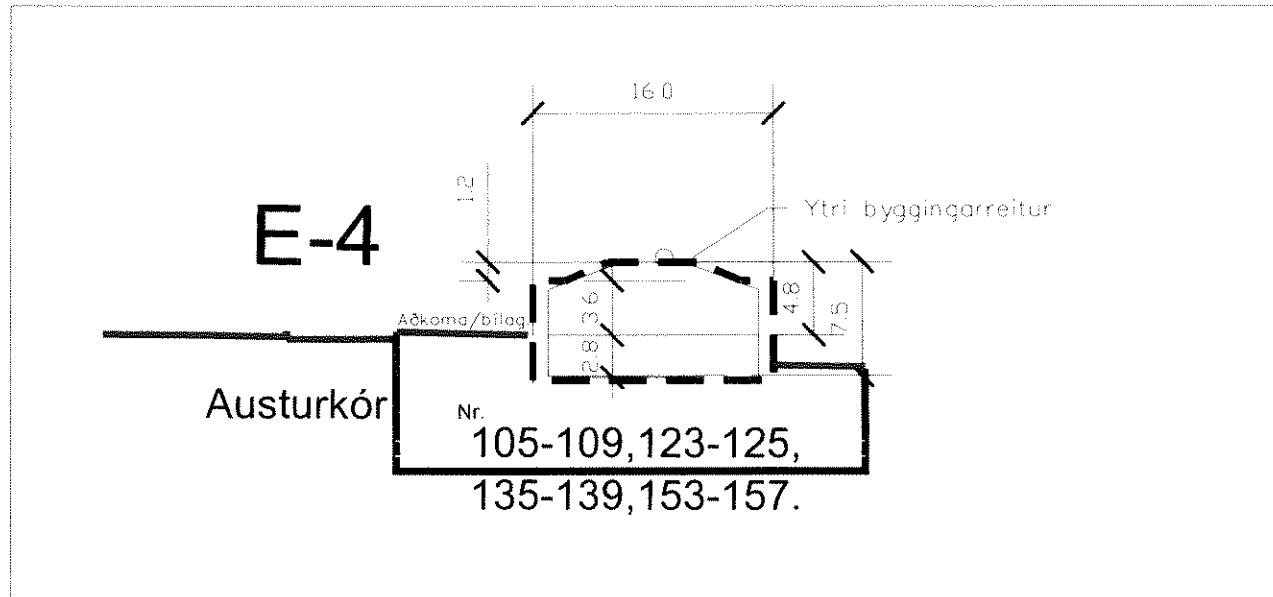 16.0
1.2
E-4
Ytri byggingarreitur
3.6
4.8
7.5
Aðkoma/bílag
2.8
Austurkór
Nr.
105-109,123-125,
135-139,153-157.